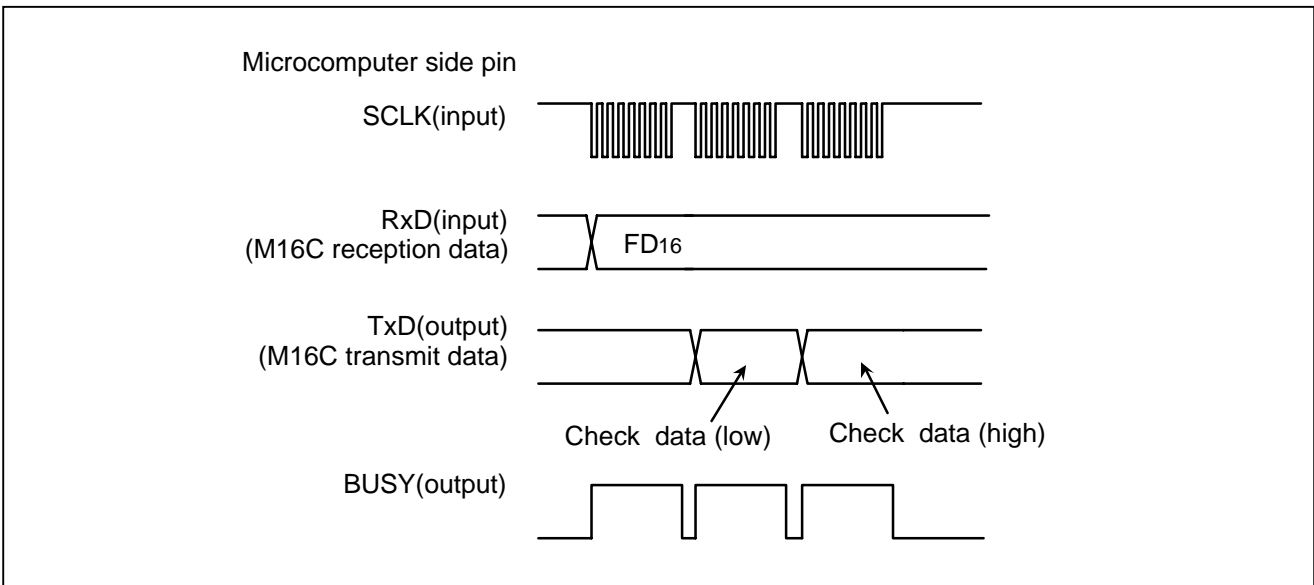 Microcomputer side pin
SCLK(input)
RxD(input)
(M16C reception data)
FD16
TxD(output)
(M16C transmit data)
Check data (low)
Check data (high)
BUSY(output)